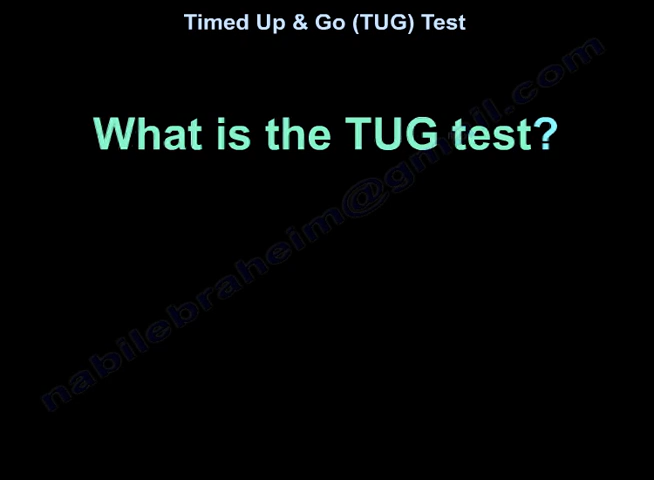 Timed Up & Go (TUG) Test
What is the TUG test?
nabilebraheim@gmail.com